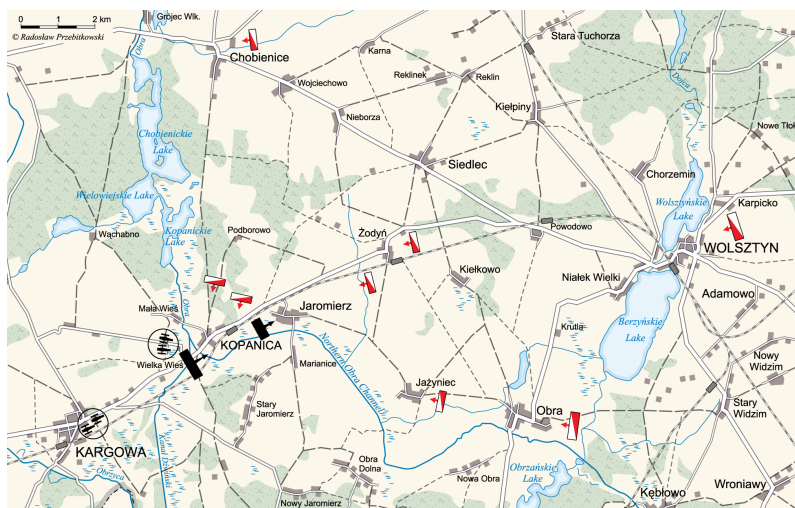 Grójec Wlk.
0 2 km
© Radosław Przebitkowski
Obra
Chobienice
Karna
Stara Tuchorza
Wojciechowo
Reklinek
Reklin
Dojca
Nieborza
Kiełpiny
Nowe Tłok
Chobienickie
Lake
Siedlec
Chorzemin
Wielowiejskie Lake
Wolsztyńskie
Lake
Karpicko
Wąchabno
Kopanickie
Lake
Podborowo
Żodyń
Powodowo
WOLSZTYN
Kiełkowo
Niałek Wielki
Adamowo
Mała Wieś
Obra
Jaromierz
Berzyńskie
Lake
KOPANICA
Krutla
Wielka Wieś
Northern Obra Channel
Marianice
Nowy
Widzim
Jażyniec
Stary
Jaromierz
Obra
Stary
Widzim
KARGOWA
Kanał Dźwiński
Obra
Dolna
Obrzyca
Nowa Obra
Obrzańskie
Lake
Wroniawy
Nowy Jaromierz
Kębłowo